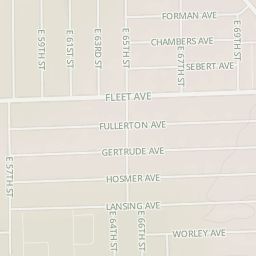 FORMAN AVE
E 59TH ST
E 61ST ST
E 63RD ST
E 65TH ST
CHAMBERS AVE
E 67TH ST
E 69TH ST
SEBERT AVE
FLEET AVE
FULLERTON AVE
GERTRUDE AVE
E 57TH ST
HOSMER AVE
LANSING AVE
E 64TH ST
E 66TH ST
WORLEY AVE